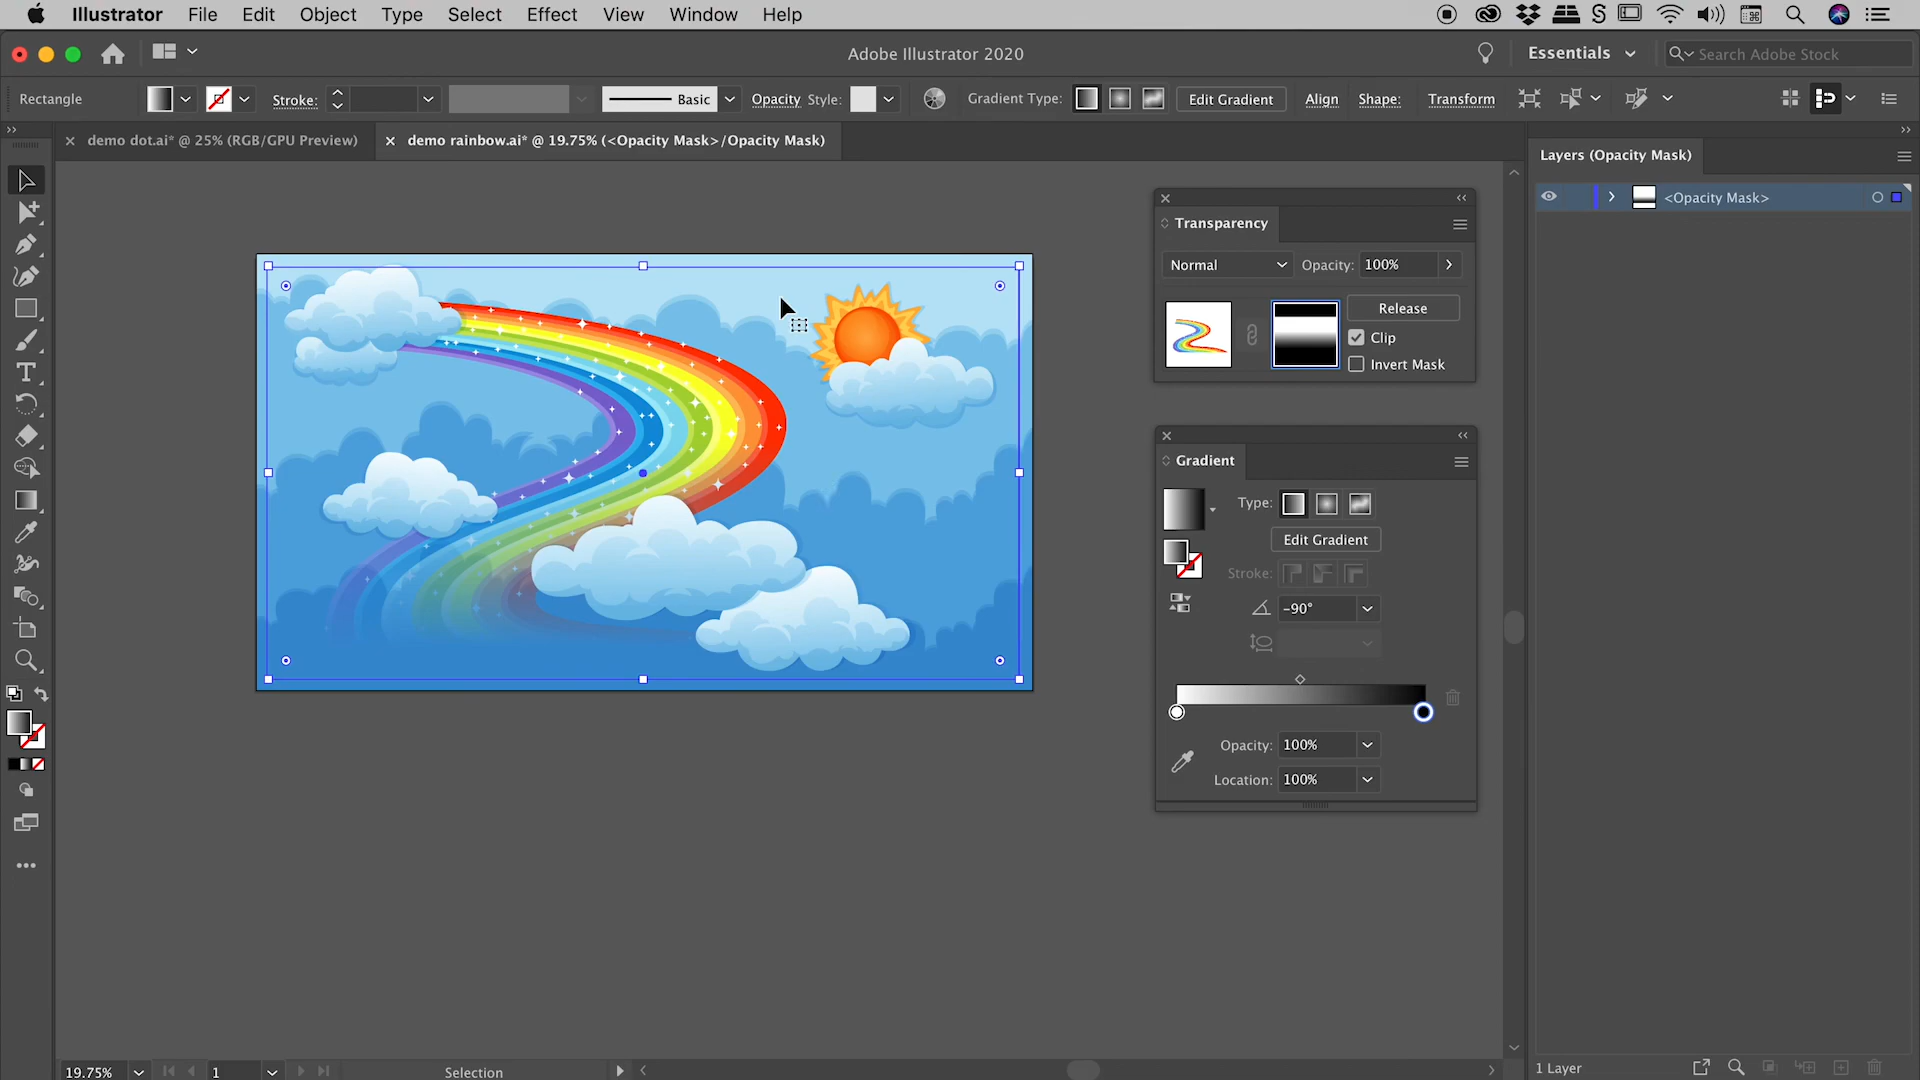 Illustrator File Edit Object Type Select Effect View Window Help
Adobe Illustrator 2020
Essentials
Search Adobe Stock
Rectangle
Stroke:
Basic
Opacity Style:
Gradient Type:
Edit Gradient
Align
Shape:
Transform
demo dot.ai* @ 25% (RGB/GPU Preview)
demo rainbow.ai* @ 19.75% (<Opacity Mask>/Opacity Mask)
Layers (Opacity Mask)
<Opacity Mask>
Transparency
Normal
Opacity: 100%
Release
Clip
Invert Mask
Gradient
Type:
Edit Gradient
Stroke:
-90°
Opacity: 100%
Location: 100%
19.75%
1
Selection
1 Layer